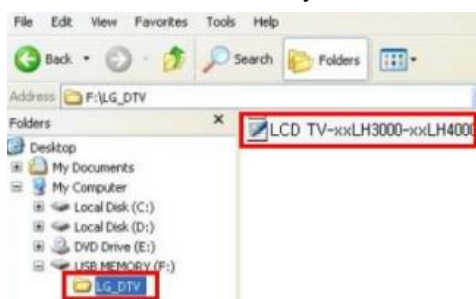 File Edit View Favorites Tools Help
Back Search Folders
Address F:\LG_DTV
Folders x LCD TV-xxLH3000-xxLH4000
Desktop
My Documents
My Computer
Local Disk (C:)
Local Disk (D:)
DVD Drive (E:)
USB MEMORY (F:)
LG_DTV